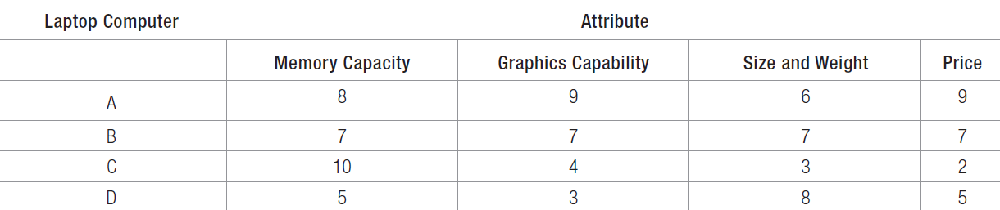 Laptop Computer Attribute
Memory Capacity Graphics Capability Size and Weight Price
A 8 9 6 9
B 7 7 7 7
C 10 4 3 2
D 5 3 8 5